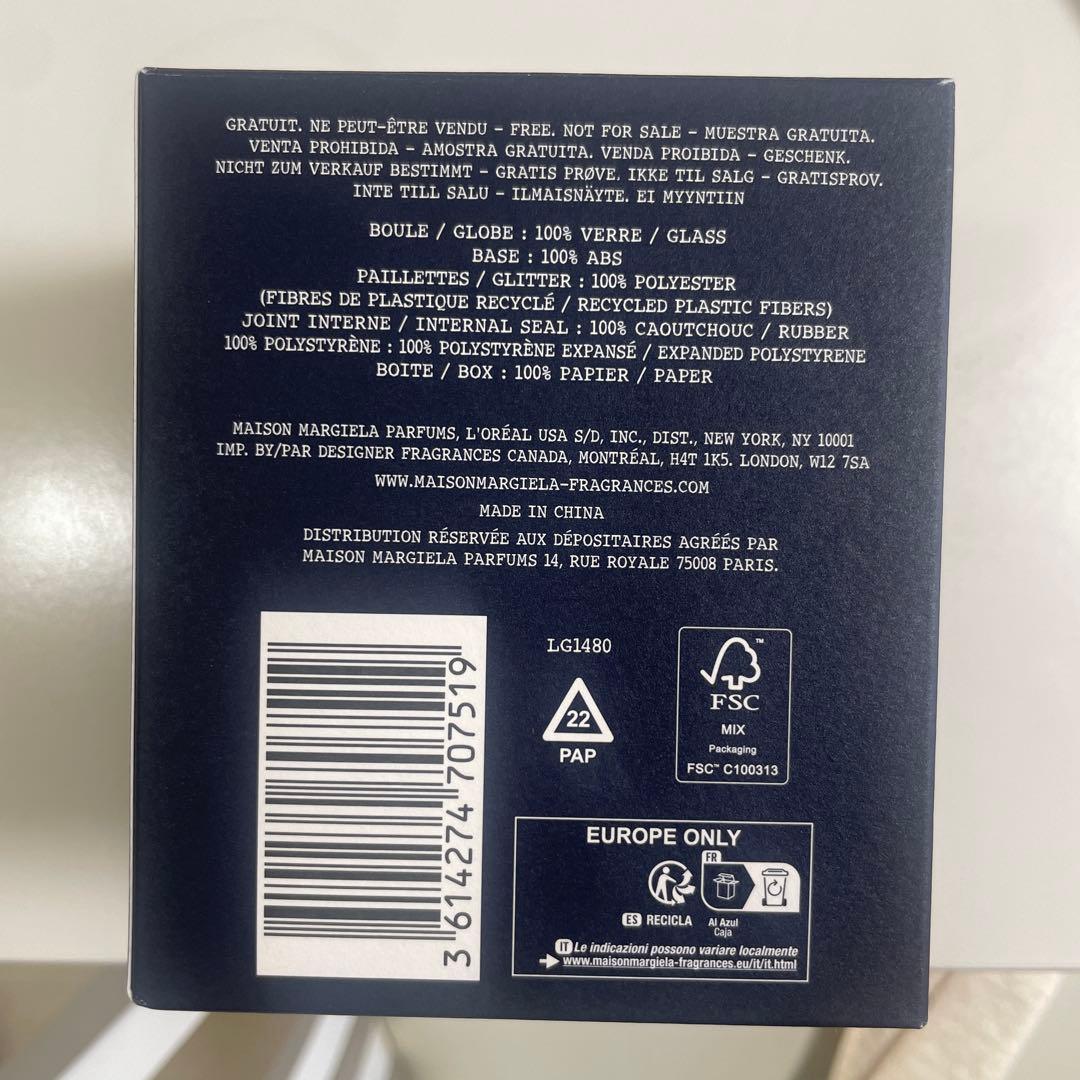 GRATUIT. NE PEUT-ÊTRE VENDU - FREE. NOT FOR SALE - MUESTRA GRATUITA.
VENTA PROHIBIDA - AMOSTRA GRATUITA. VENDA PROIBIDA - GESCHENK.
NICHT ZUM VERKAUF BESTIMMT - GRATIS PRØVE. IKKE TIL SALG - GRATISPROV.
INTE TILL SALU - ILMAISNÄYTE. EI MYYNTIIN
BOULE / GLOBE : 100% VERRE / GLASS
BASE : 100% ABS
PAILLETTES / GLITTER : 100% POLYESTER
(FIBRES DE PLASTIQUE RECYCLÉ / RECYCLED PLASTIC FIBERS)
JOINT INTERNE / INTERNAL SEAL : 100% CAOUTCHOUC / RUBBER
100% POLYSTYRÈNE : 100% POLYSTYRÈNE EXPANSÉ / EXPANDED POLYSTYRENE
BOITE / BOX : 100% PAPIER / PAPER
MAISON MARGIELA PARFUMS, L'ORÉAL USA S/D, INC., DIST., NEW YORK, NY 10001
IMP. BY/PAR DESIGNER FRAGRANCES CANADA, MONTRÉAL, H4T 1K5. LONDON, W12 7SA
WWW.MAISONMARGIELA-FRAGRANCES.COM
MADE IN CHINA
DISTRIBUTION RÉSERVÉE AUX DÉPOSITAIRES AGRÉÉS PAR
MAISON MARGIELA PARFUMS 14, RUE ROYALE 75008 PARIS.
3 614274 707519
LG1480
22
PAP
FSC™
MIX
Packaging
FSC™ C100313
EUROPE ONLY
FR
ES RECICLA
Al Azul
Caja
IT Le indicazioni possono variare localmente
www.maisonmargiela-fragrances.eu/it/it.html